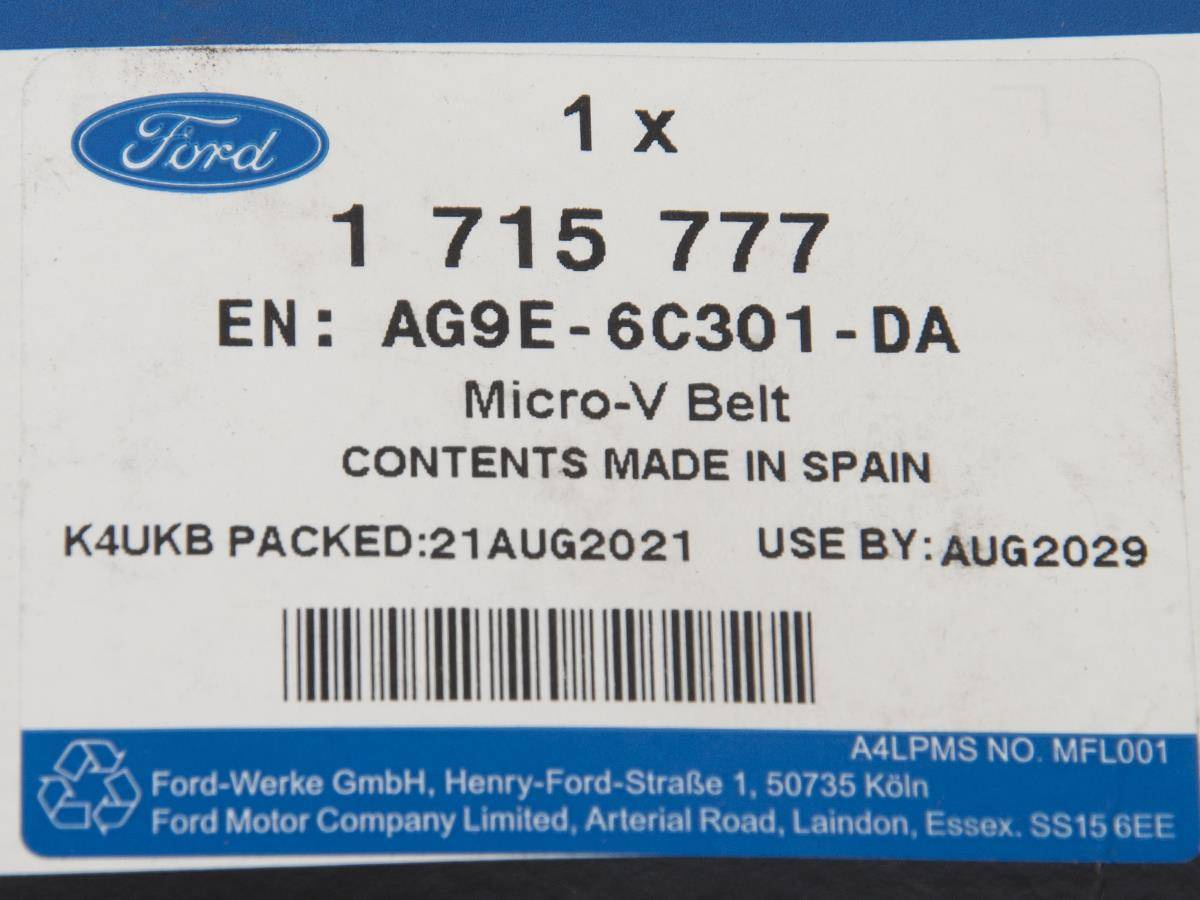 Ford
1 x
1 715 777
EN: AG9E-6C301-DA
Micro-V Belt
CONTENTS MADE IN SPAIN
K4UKB PACKED:21AUG2021 USE BY:AUG2029
A4LPMS NO. MFL001
Ford-Werke GmbH, Henry-Ford-Straße 1, 50735 Köln
Ford Motor Company Limited, Arterial Road, Laindon, Essex. SS15 6EE